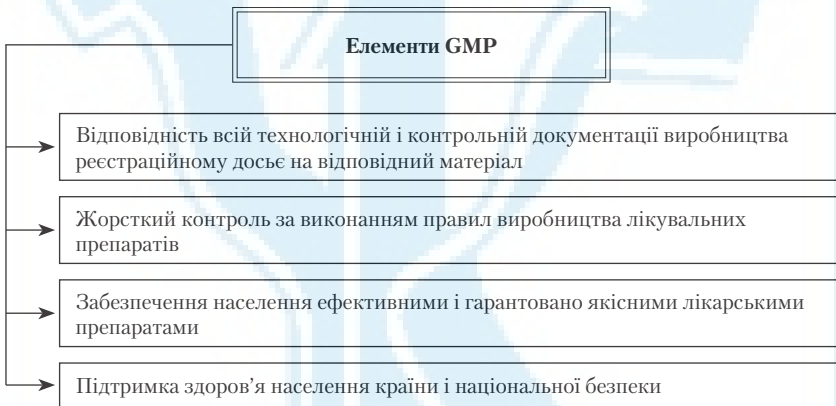 Елементи GMP
Відповідність всій технологічній і контрольній документації виробництва
реєстраційному досьє на відповідний матеріал
Жорсткий контроль за виконанням правил виробництва лікувальних
препаратів
Забезпечення населення ефективними і гарантовано якісними лікарськими
препаратами
Підтримка здоров’я населення країни і національної безпеки